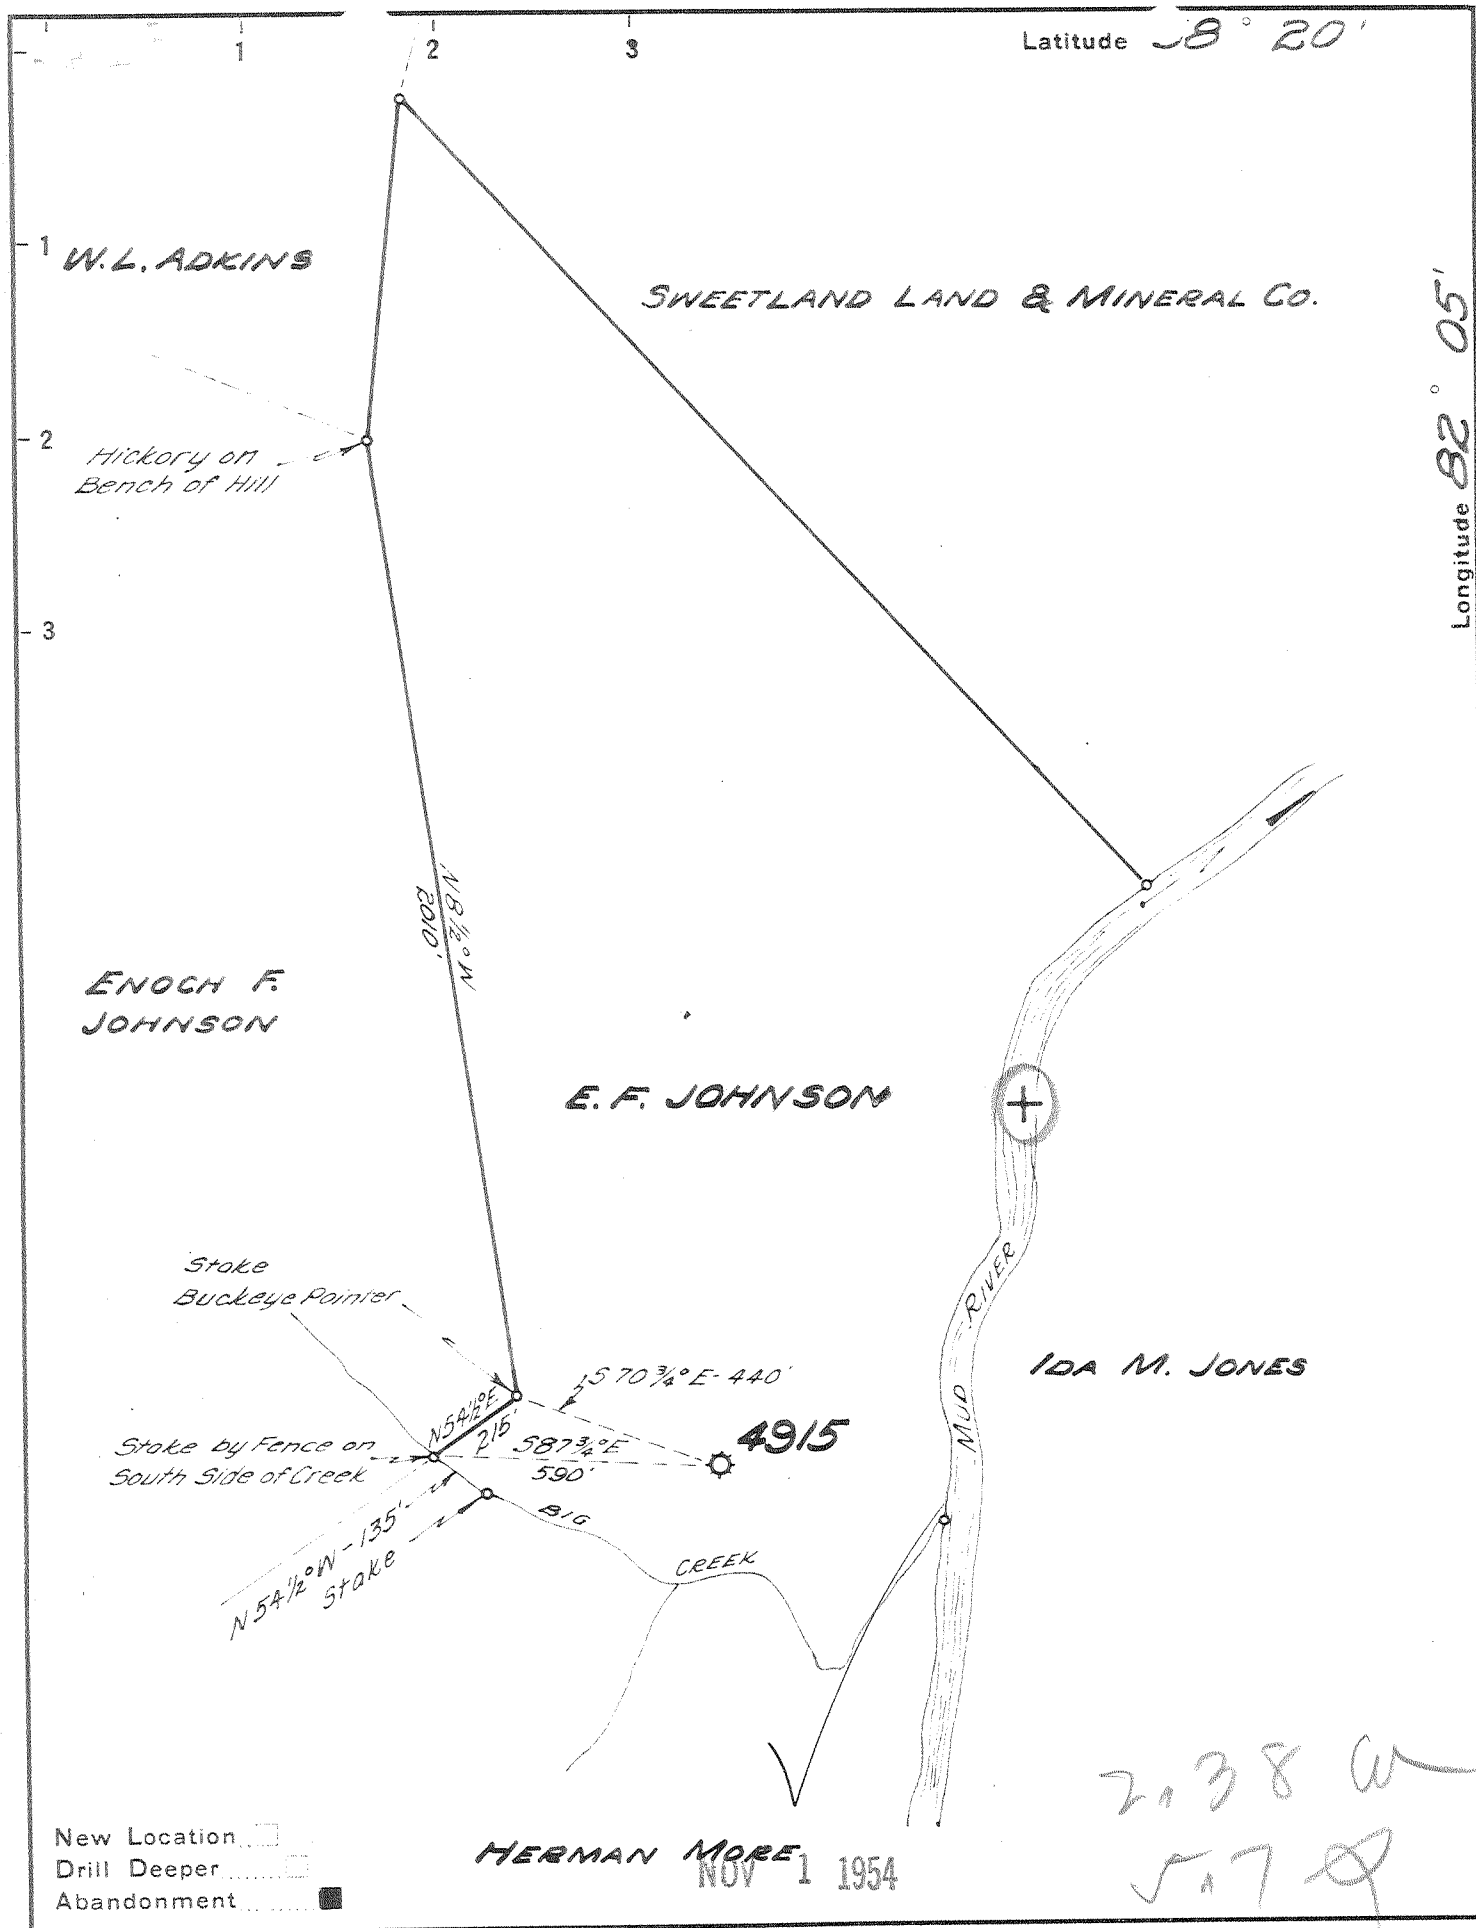 1
2
3
Latitude 38° 20'
1
2
3
Longitude 82° 05'
W.L. ADKINS
SWEETLAND LAND & MINERAL CO.
Hickory on
Bench of Hill
N 8½° W
2010'
ENOCH F.
JOHNSON
E. F. JOHNSON
Stake
Buckeye Pointer
MUD RIVER
IDA M. JONES
S 70¾° E - 440'
N 54½° E
215'
4915
S 87¾° E
590'
Stake by Fence on
South Side of Creek
N 54½° W - 135'
Stake
BIG
CREEK
2.38 W
New Location
Drill Deeper
Abandonment
HERMAN MORE
NOV 1 1954